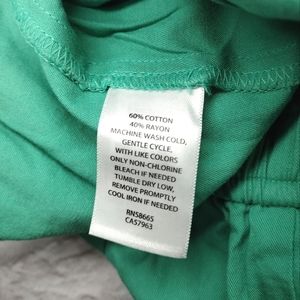 60% COTTON
40% RAYON
MACHINE WASH COLD,
GENTLE CYCLE,
WITH LIKE COLORS
ONLY NON-CHLORINE
BLEACH IF NEEDED
TUMBLE DRY LOW,
REMOVE PROMPTLY
COOL IRON IF NEEDED
RN58665
CA57963